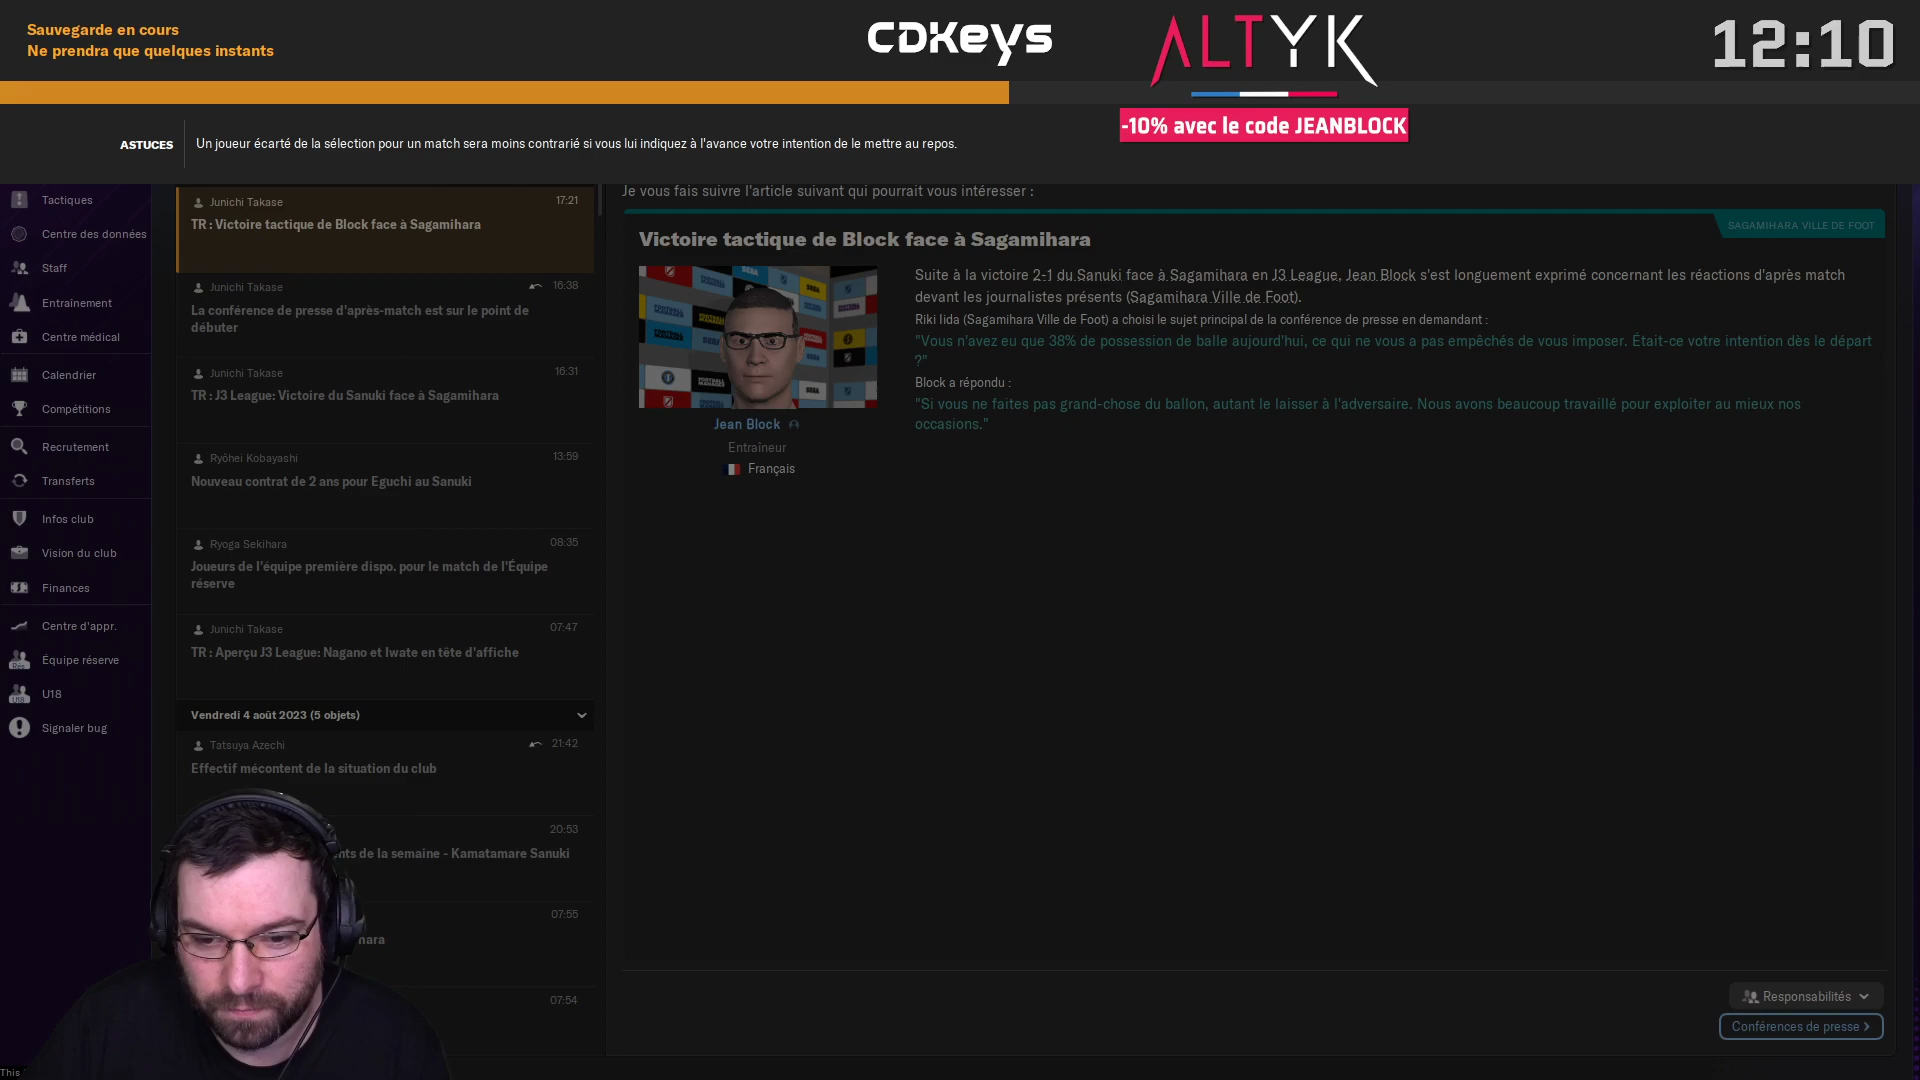 Sauvegarde en cours
Ne prendra que quelques instants
CDKeys
ALTYK
12:10
-10% avec le code JEANBLOCK
ASTUCES
Un joueur écarté de la sélection pour un match sera moins contrarié si vous lui indiquez à l'avance votre intention de le mettre au repos.
Tactiques
Centre des données
Staff
Entraînement
Centre médical
Calendrier
Compétitions
Recrutement
Transferts
Infos club
Vision du club
Finances
Centre d'appr.
Équipe réserve
U18
Signaler bug
Junichi Takase 17:21
TR : Victoire tactique de Block face à Sagamihara
Junichi Takase 16:38
La conférence de presse d'après-match est sur le point de
débuter
Junichi Takase 16:31
TR : J3 League: Victoire du Sanuki face à Sagamihara
Ryôhei Kobayashi 13:59
Nouveau contrat de 2 ans pour Eguchi au Sanuki
Ryoga Sekihara 08:35
Joueurs de l'équipe première dispo. pour le match de l'Équipe
réserve
Junichi Takase 07:47
TR : Aperçu J3 League: Nagano et Iwate en tête d'affiche
Vendredi 4 août 2023 (5 objets)
Tatsuya Azechi 21:42
Effectif mécontent de la situation du club
20:53
nts de la semaine - Kamatamare Sanuki
07:55
hara
07:54
Je vous fais suivre l'article suivant qui pourrait vous intéresser :
SAGAMIHARA VILLE DE FOOT
Victoire tactique de Block face à Sagamihara
Suite à la victoire 2-1 du Sanuki face à Sagamihara en J3 League, Jean Block s'est longuement exprimé concernant les réactions d'après match
devant les journalistes présents (Sagamihara Ville de Foot).
Riki Iida (Sagamihara Ville de Foot) a choisi le sujet principal de la conférence de presse en demandant :
"Vous n'avez eu que 38% de possession de balle aujourd'hui, ce qui ne vous a pas empêchés de vous imposer. Était-ce votre intention dès le départ
?"
Block a répondu :
"Si vous ne faites pas grand-chose du ballon, autant le laisser à l'adversaire. Nous avons beaucoup travaillé pour exploiter au mieux nos
occasions."
Jean Block
Entraîneur
Français
Responsabilités
Conférences de presse
This